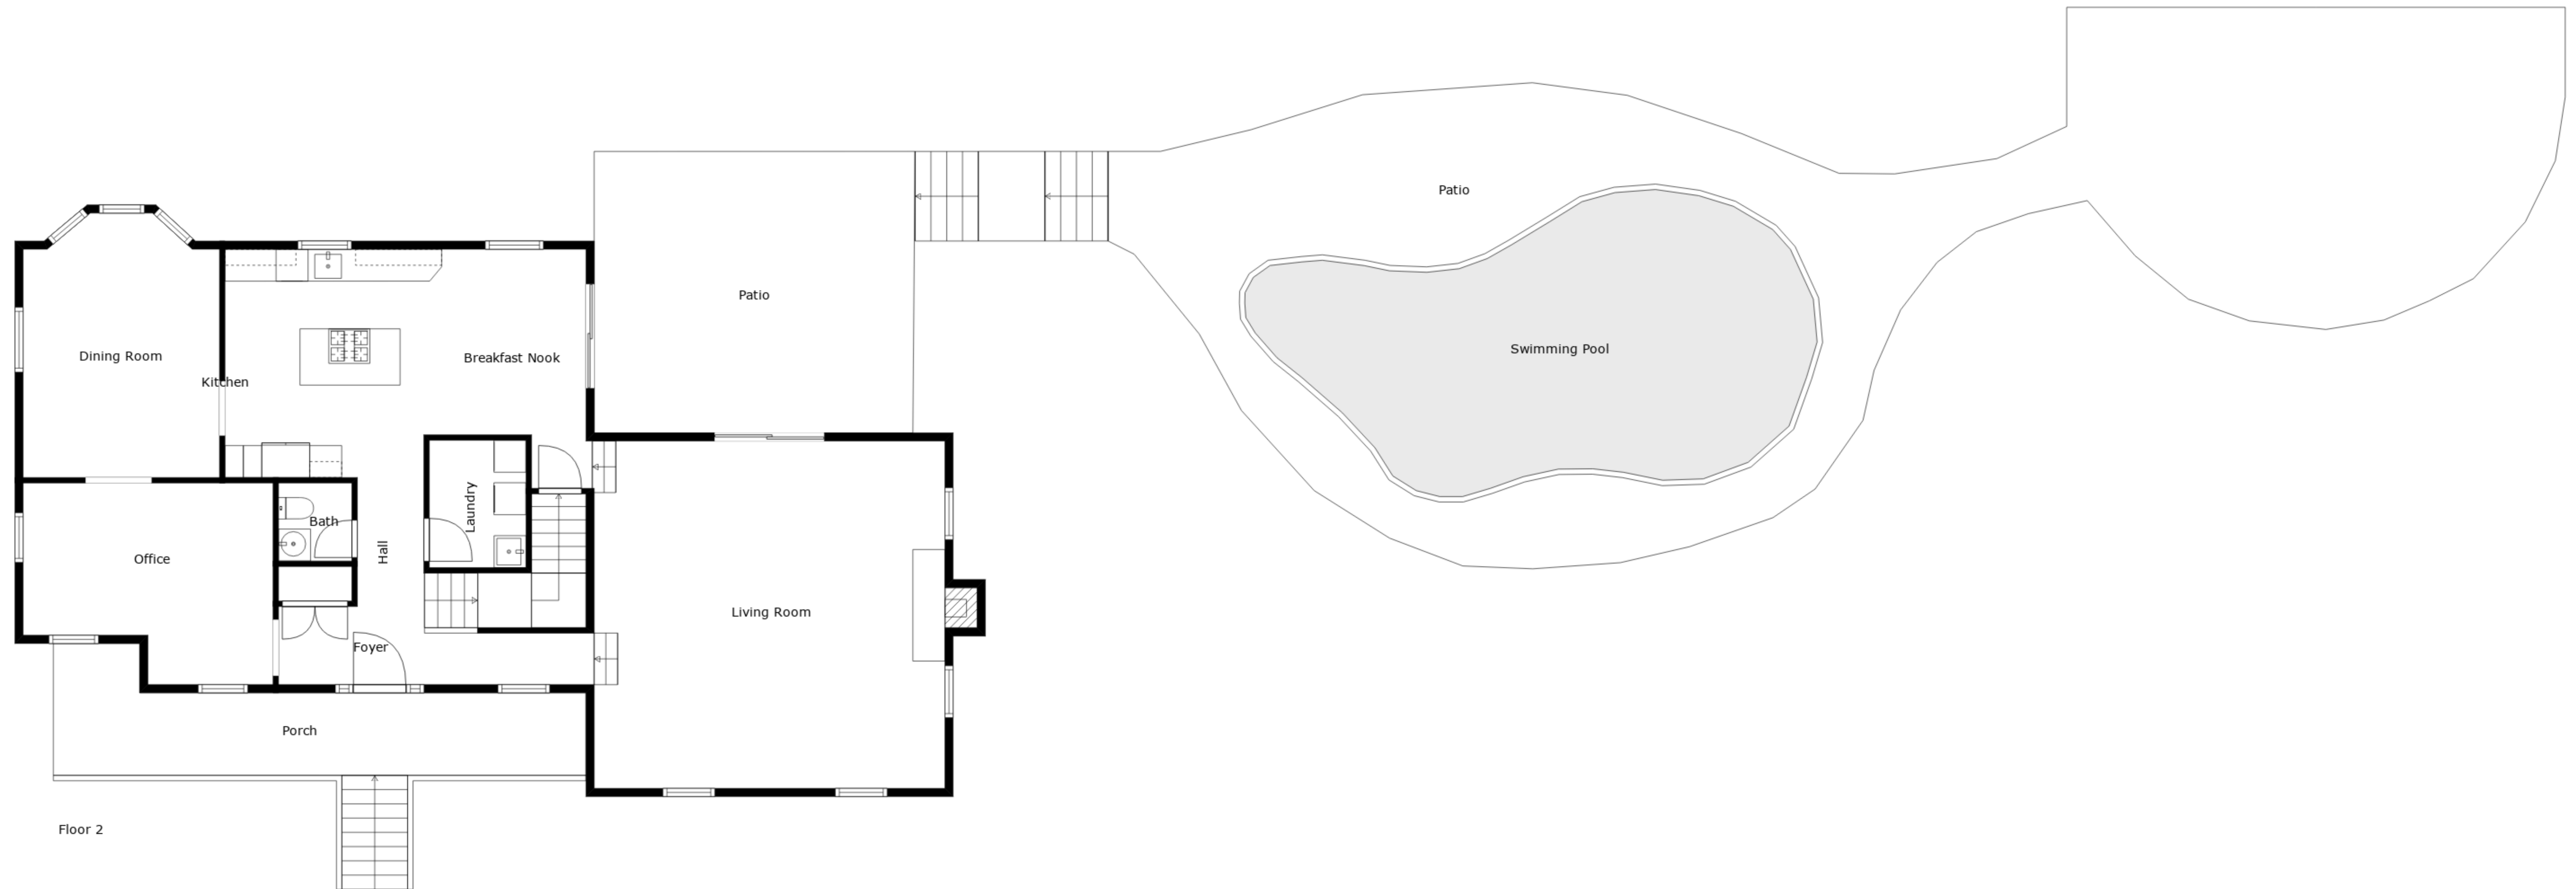 Patio
Patio
Swimming Pool
Dining Room
Breakfast Nook
Kitchen
Laundry
Bath
Hall
Office
Living Room
Foyer
Porch
Floor 2